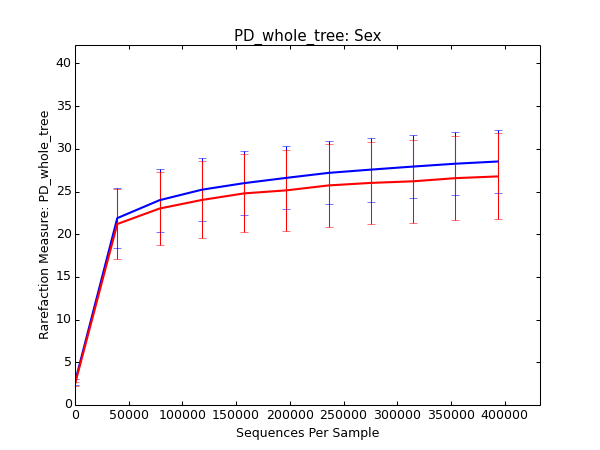 PD_whole_tree: Sex
Rarefaction Measure: PD_whole_tree
40
35
30
25
20
15
10
5
0
0 50000 100000 150000 200000 250000 300000 350000 400000
Sequences Per Sample